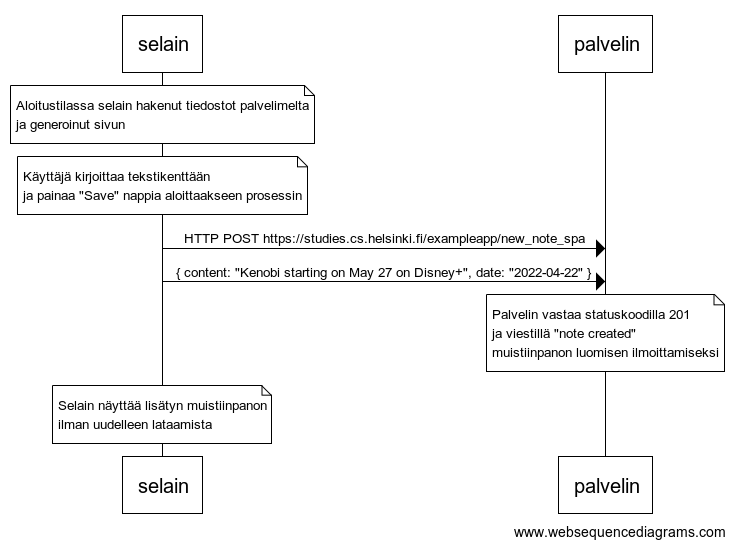 selain
palvelin
Aloitustilassa selain hakenut tiedostot palvelimelta
ja generoinut sivun
Käyttäjä kirjoittaa tekstikenttään
ja painaa "Save" nappia aloittaakseen prosessin
HTTP POST https://studies.cs.helsinki.fi/exampleapp/new_note_spa
{ content: "Kenobi starting on May 27 on Disney+", date: "2022-04-22" }
Palvelin vastaa statuskoodilla 201
ja viestillä "note created"
muistiinpanon luomisen ilmoittamiseksi
Selain näyttää lisätyn muistiinpanon
ilman uudelleen lataamista
selain
palvelin
www.websequencediagrams.com